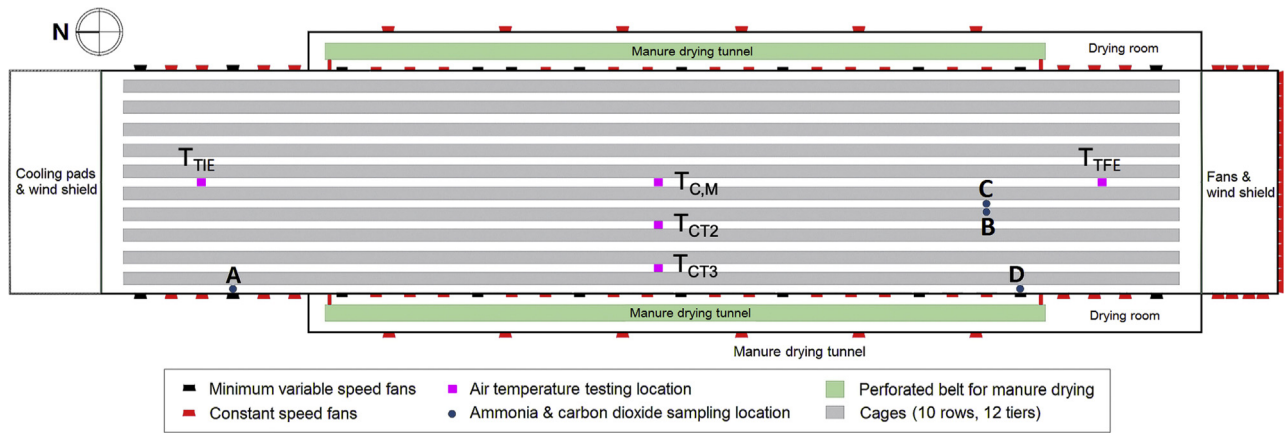 N
Manure drying tunnel
Drying room
Cooling pads
& wind shield
T_TIE
T_TFE
Fans &
wind shield
T_C,M
C
B
T_CT2
T_CT3
A
D
Manure drying tunnel
Drying room
Manure drying tunnel
Minimum variable speed fans
Air temperature testing location
Perforated belt for manure drying
Constant speed fans
Ammonia & carbon dioxide sampling location
Cages (10 rows, 12 tiers)